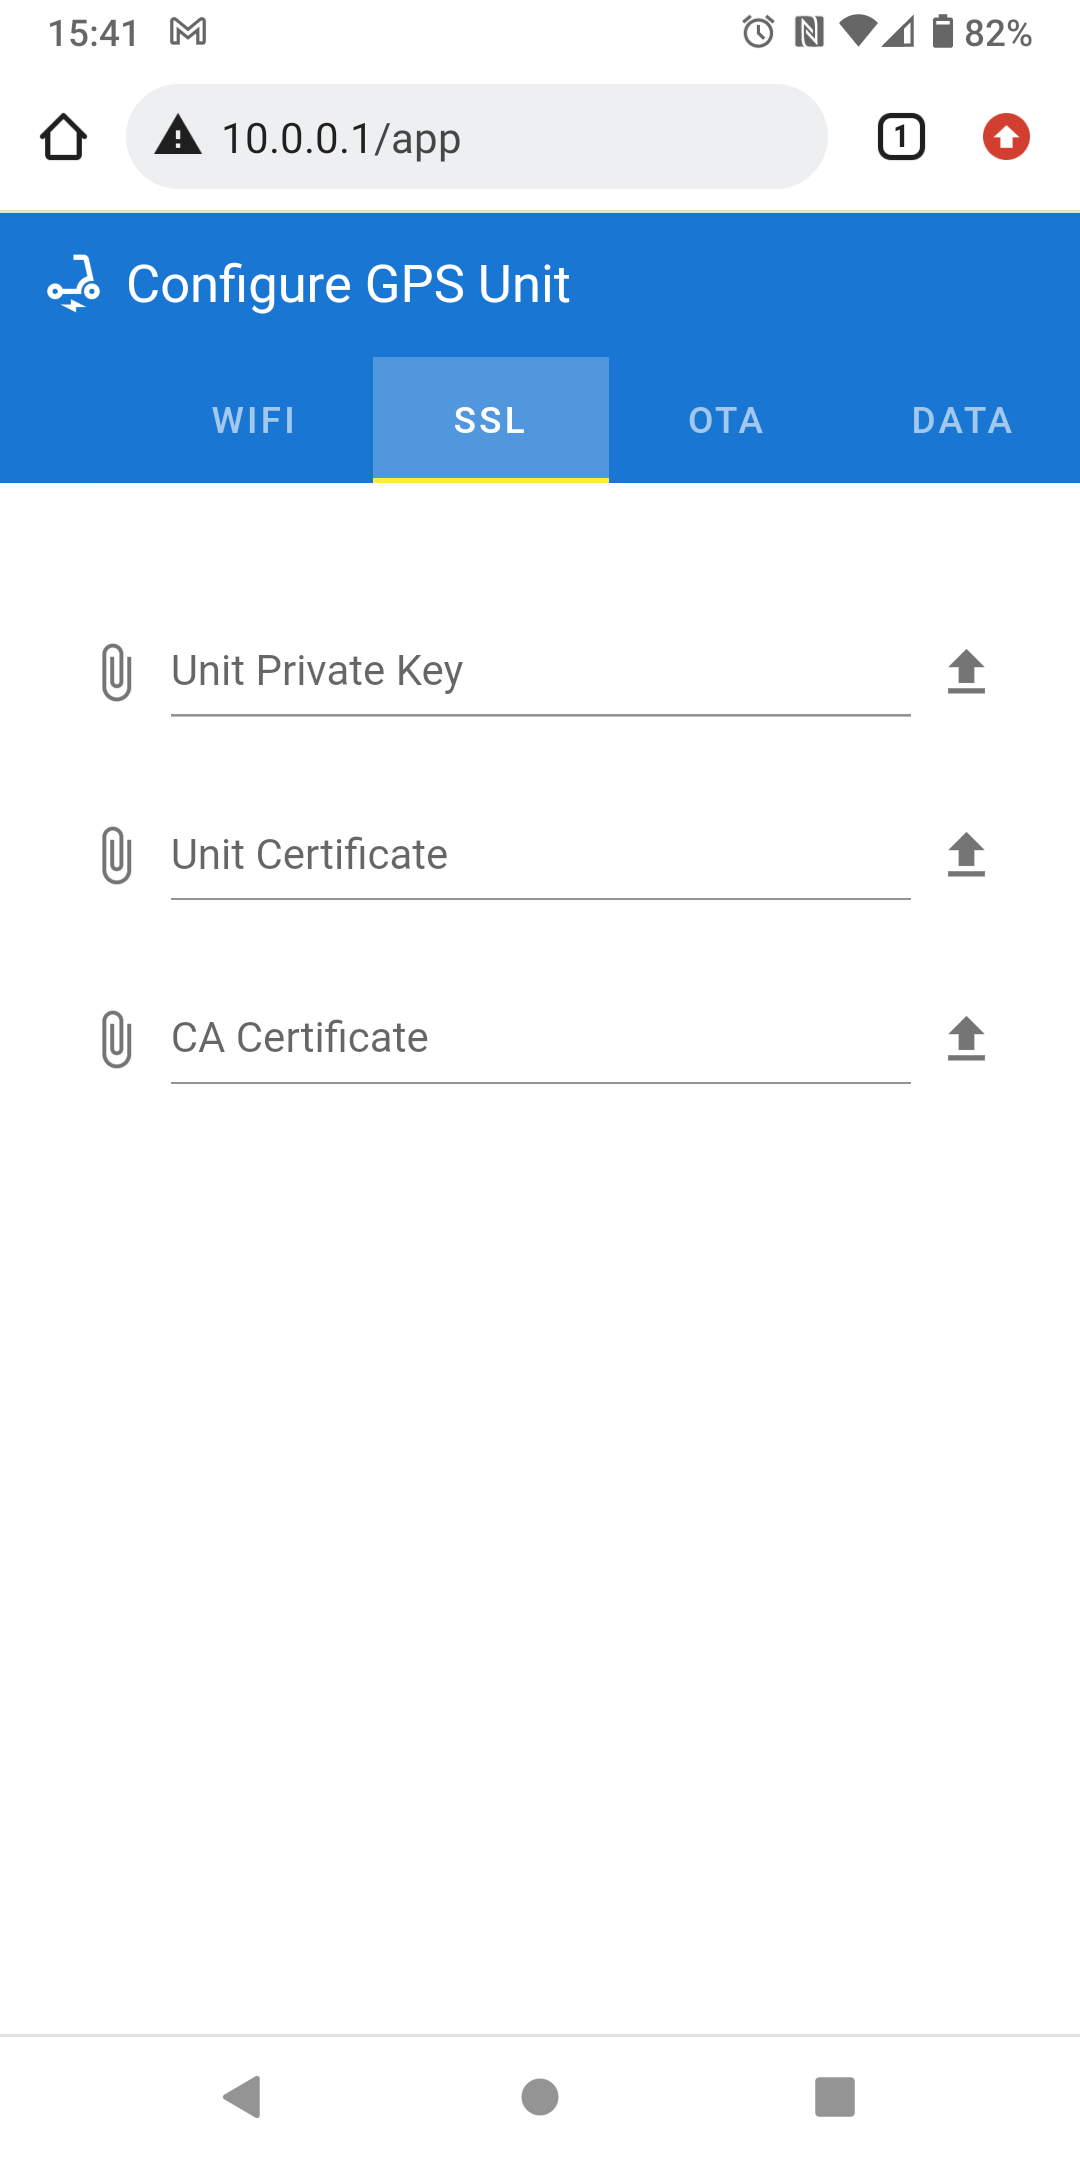 15:41 82%
10.0.0.1/app 1
Configure GPS Unit
WIFI SSL OTA DATA
Unit Private Key
Unit Certificate
CA Certificate